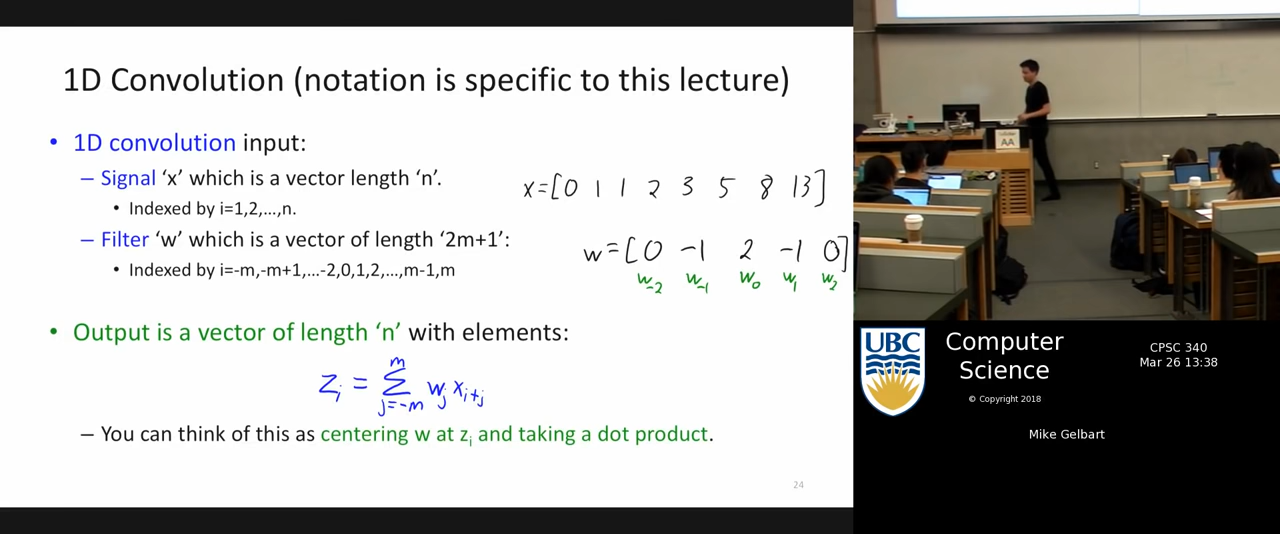 1D Convolution (notation is specific to this lecture)
• 1D convolution input:
– Signal ‘x’ which is a vector length ‘n’.
• Indexed by i=1,2,…,n.
– Filter ‘w’ which is a vector of length ‘2m+1’:
• Indexed by i=-m,-m+1,…-2,0,1,2,…,m-1,m
x=[0 1 1 2 3 5 8 13]
w=[0 -1 2 -1 0]
w₋₂ w₋₁ w₀ w₁ w₂
• Output is a vector of length ‘n’ with elements:
zᵢ = Σ_{j=-m}^{m} wⱼ xᵢ₊ⱼ
– You can think of this as centering w at zᵢ and taking a dot product.
24
AA
UBC
Computer
Science
© Copyright 2018
CPSC 340
Mar 26 13:38
Mike Gelbart